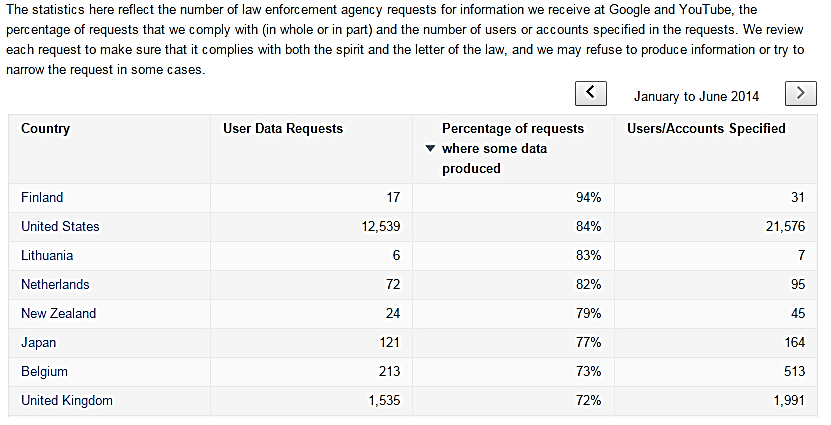 The statistics here reflect the number of law enforcement agency requests for information we receive at Google and YouTube, the
percentage of requests that we comply with (in whole or in part) and the number of users or accounts specified in the requests. We review
each request to make sure that it complies with both the spirit and the letter of the law, and we may refuse to produce information or try to
narrow the request in some cases.
January to June 2014
Country User Data Requests Percentage of requests Users/Accounts Specified
where some data
produced
Finland 17 94% 31
United States 12,539 84% 21,576
Lithuania 6 83% 7
Netherlands 72 82% 95
New Zealand 24 79% 45
Japan 121 77% 164
Belgium 213 73% 513
United Kingdom 1,535 72% 1,991